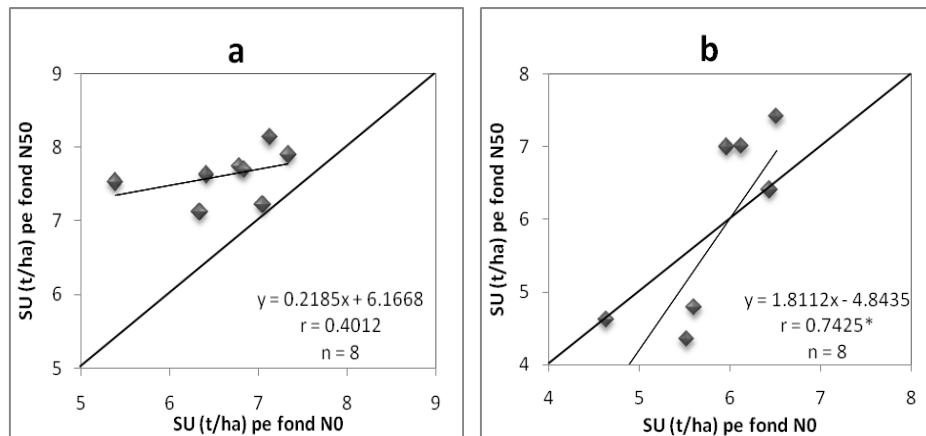 a
9
8
7
6
5
5 6 7 8 9
SU (t/ha) pe fond N50
SU (t/ha) pe fond N0
y = 0.2185x + 6.1668
r = 0.4012
n = 8
b
8
7
6
5
4
4 5 6 7 8
SU (t/ha) pe fond N50
SU (t/ha) pe fond N0
y = 1.8112x - 4.8435
r = 0.7425*
n = 8